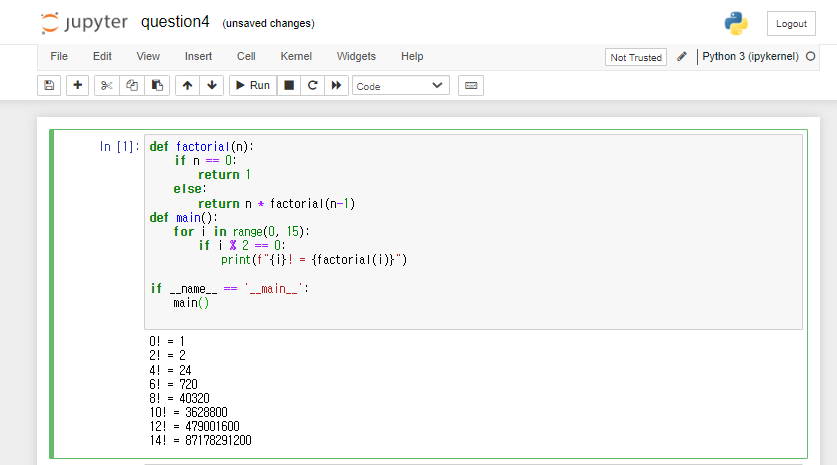 jupyter question4 (unsaved changes) Logout
File Edit View Insert Cell Kernel Widgets Help Not Trusted Python 3 (ipykernel)
Run Code
In [1]: def factorial(n):
if n == 0:
return 1
else:
return n * factorial(n-1)
def main():
for i in range(0, 15):
if i % 2 == 0:
print(f"{i}! = {factorial(i)}")
if __name__ == '__main__':
main()
0! = 1
2! = 2
4! = 24
6! = 720
8! = 40320
10! = 3628800
12! = 479001600
14! = 87178291200